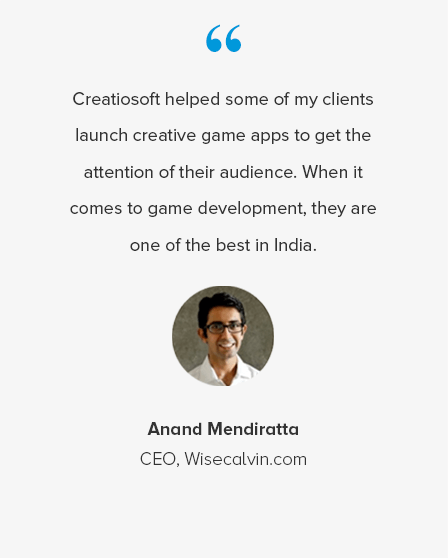 “
Creatiosoft helped some of my clients
launch creative game apps to get the
attention of their audience. When it
comes to game development, they are
one of the best in India.
Anand Mendiratta
CEO, Wisecalvin.com